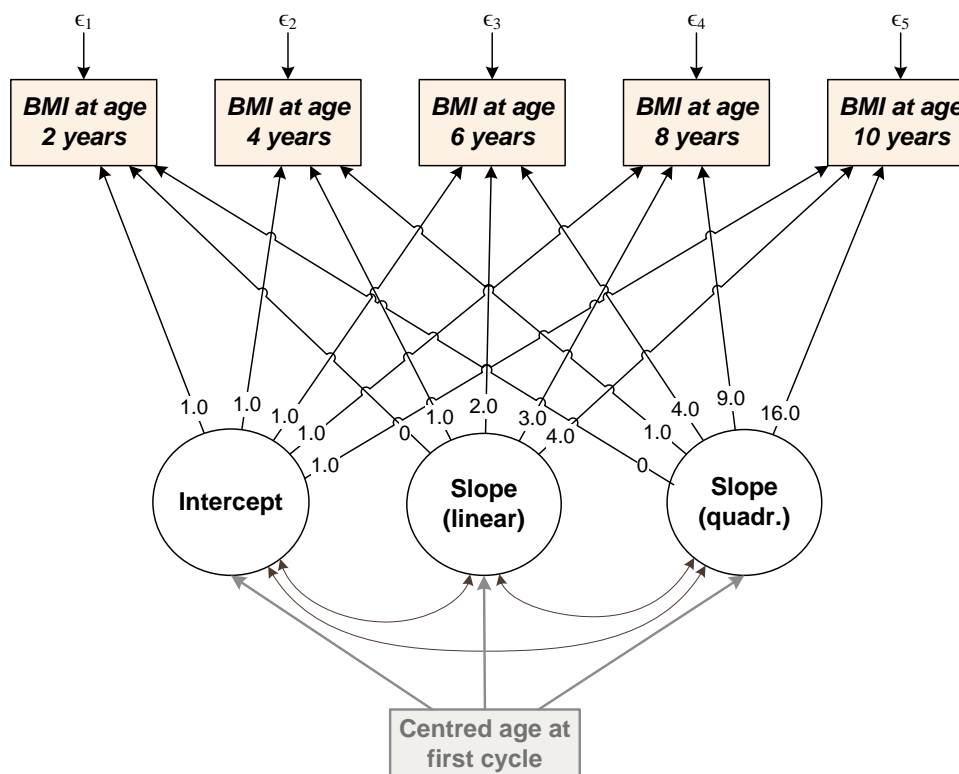 ϵ1 ϵ2 ϵ3 ϵ4 ϵ5
BMI at age
2 years
BMI at age
4 years
BMI at age
6 years
BMI at age
8 years
BMI at age
10 years
1.0 1.0 1.0 1.0 1.0
0 1.0 2.0 3.0 4.0
0 1.0 4.0 9.0 16.0
Intercept
Slope
(linear)
Slope
(quadr.)
Centred age at
first cycle